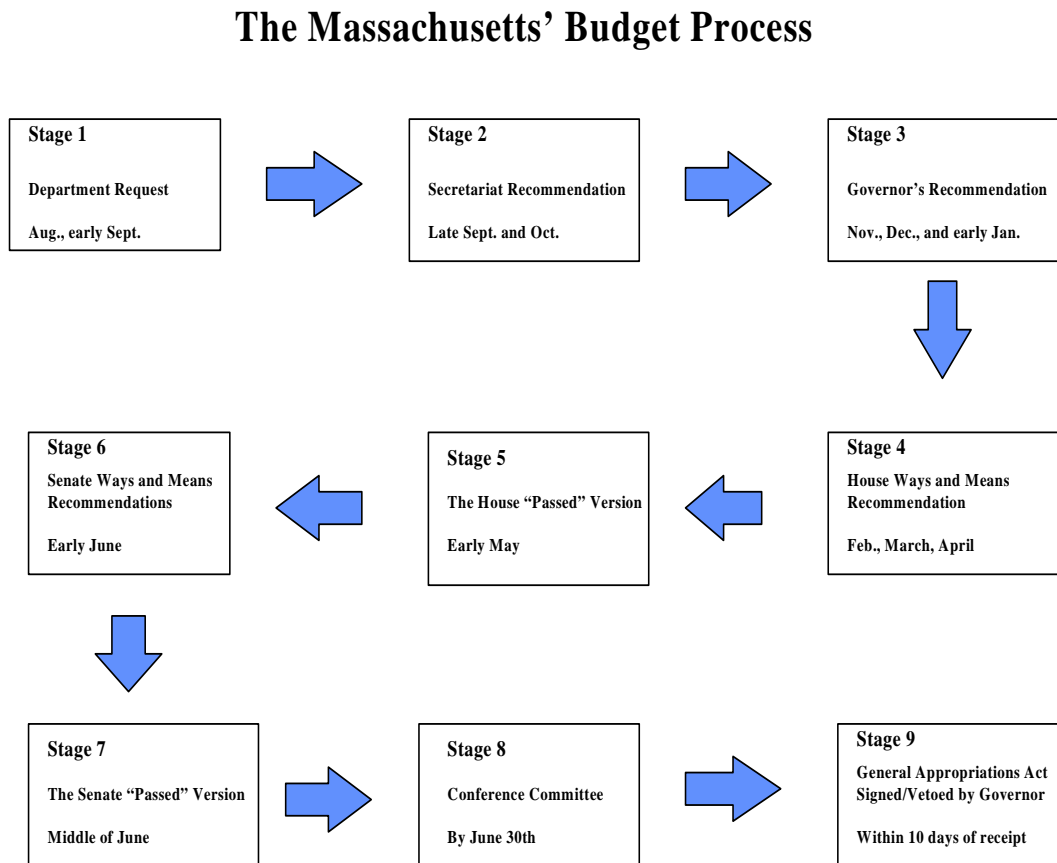 The Massachusetts’ Budget Process
Stage 1
Department Request
Aug., early Sept.
Stage 2
Secretariat Recommendation
Late Sept. and Oct.
Stage 3
Governor’s Recommendation
Nov., Dec., and early Jan.
Stage 4
House Ways and Means
Recommendation
Feb., March, April
Stage 5
The House “Passed” Version
Early May
Stage 6
Senate Ways and Means
Recommendations
Early June
Stage 7
The Senate “Passed” Version
Middle of June
Stage 8
Conference Committee
By June 30th
Stage 9
General Appropriations Act
Signed/Vetoed by Governor
Within 10 days of receipt